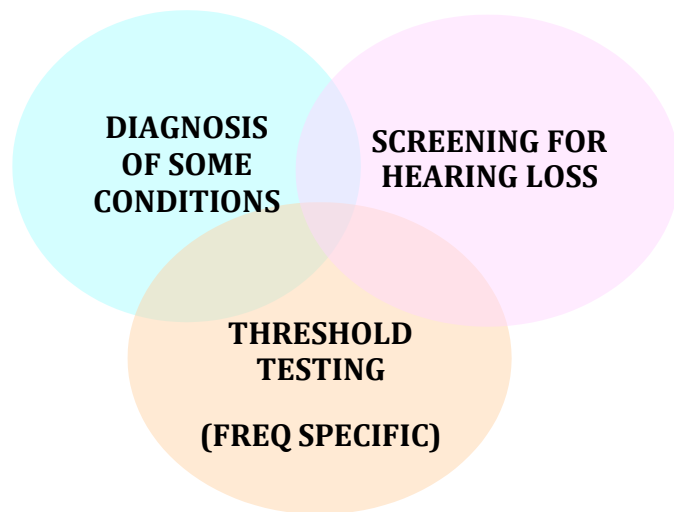 DIAGNOSIS
OF SOME
CONDITIONS
SCREENING FOR
HEARING LOSS
THRESHOLD
TESTING
(FREQ SPECIFIC)